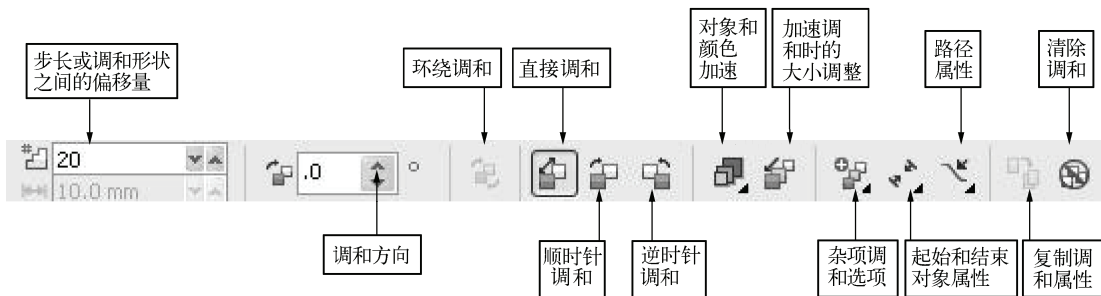 步长或调和形状
之间的偏移量
环绕调和
直接调和
对象和
颜色
加速
加速调
和时的
大小调整
路径
属性
清除
调和
20
10.0 mm
.0
°
调和方向
顺时针
调和
逆时针
调和
杂项调
和选项
起始和结束
对象属性
复制调
和属性